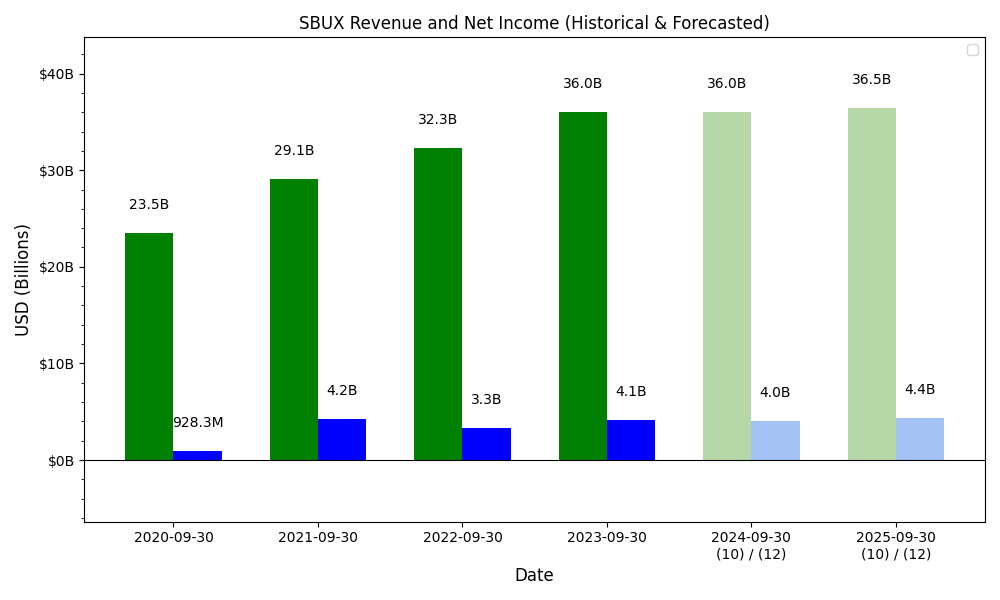 SBUX Revenue and Net Income (Historical & Forecasted)
$40B
$30B
$20B
$10B
$0B
USD (Billions)
23.5B
928.3M
29.1B
4.2B
32.3B
3.3B
36.0B
4.1B
36.0B
4.0B
36.5B
4.4B
2020-09-30
2021-09-30
2022-09-30
2023-09-30
2024-09-30
(10) / (12)
2025-09-30
(10) / (12)
Date